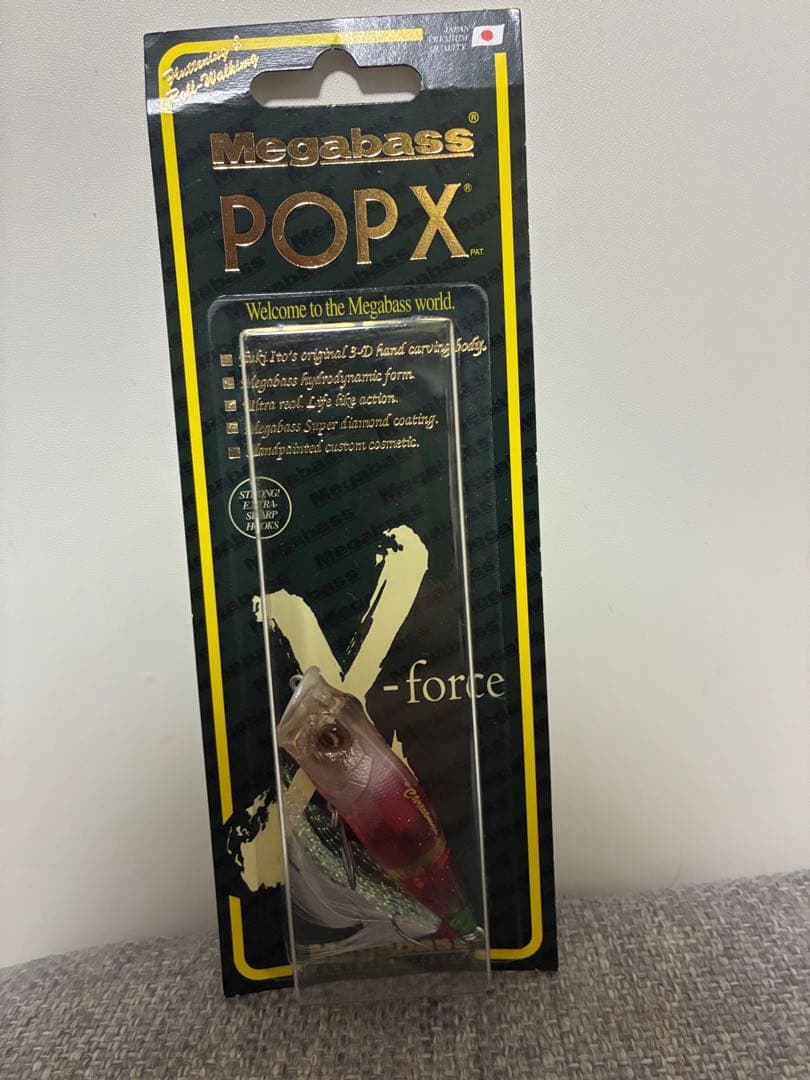 Fluttering &
Roll-Walking
JAPAN
PREMIUM
QUALITY
Megabass®
POPX®
PAT.
Welcome to the Megabass world.
Yuki Ito's original 3-D hand carving body.
Megabass hydrodynamic form.
Ultra real. Life like action.
Megabass Super diamond coating.
Handpainted custom cosmetic.
STRONG!
EXTRA-
SHARP
HOOKS
X-force
Megabass